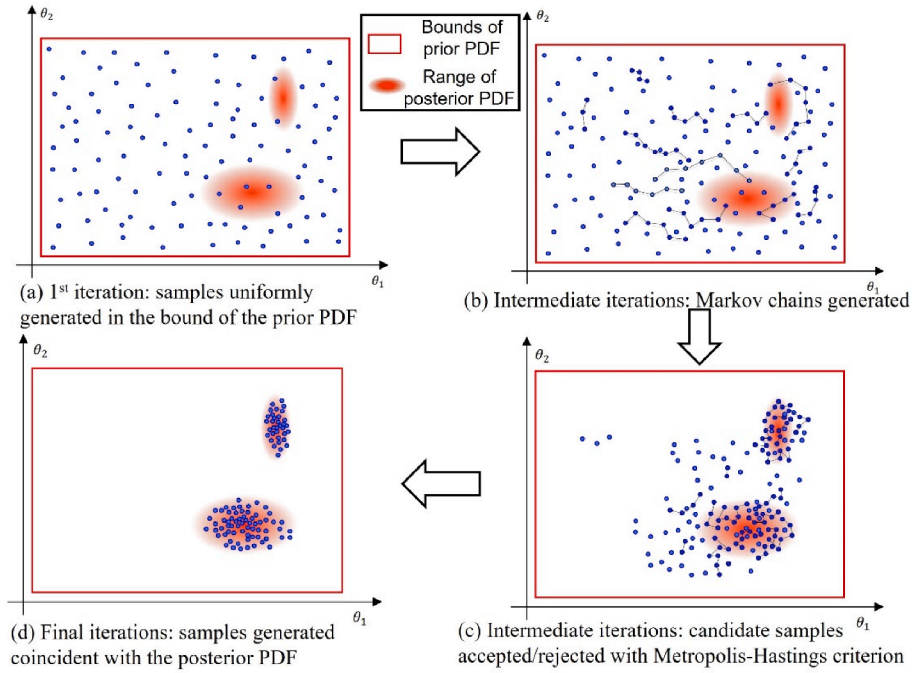 θ2
Bounds of
prior PDF
Range of
posterior PDF
θ2
θ1
(a) 1st iteration: samples uniformly
generated in the bound of the prior PDF
θ1
(b) Intermediate iterations: Markov chains generated
θ2
θ1
(d) Final iterations: samples generated
coincident with the posterior PDF
θ2
θ1
(c) Intermediate iterations: candidate samples
accepted/rejected with Metropolis-Hastings criterion